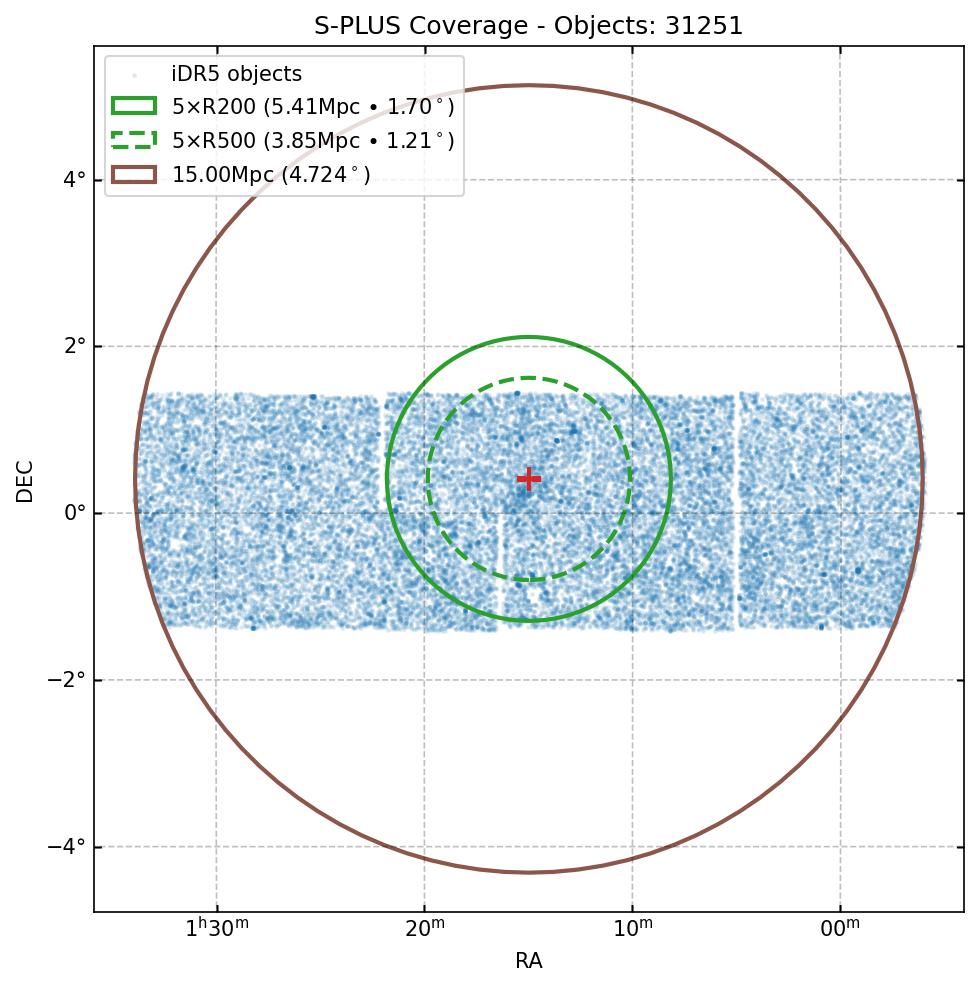 S-PLUS Coverage - Objects: 31251
iDR5 objects
5×R200 (5.41Mpc • 1.70°)
5×R500 (3.85Mpc • 1.21°)
15.00Mpc (4.724°)
4°
2°
0°
−2°
−4°
DEC
1ʰ30ᵐ 20ᵐ 10ᵐ 00ᵐ
RA